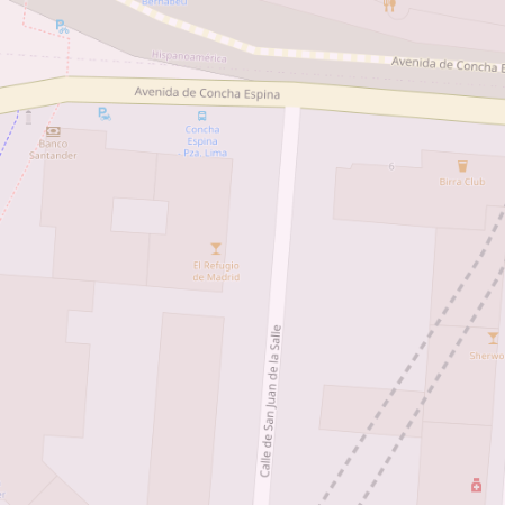 Bernabéu
Hispanoamérica
Avenida de Concha E
Avenida de Concha Espina
Concha
Espina
Pza. Lima
Banco
Santander
6
Birra Club
El Refugio
de Madrid
Calle de San Juan de la Salle
Sherwo